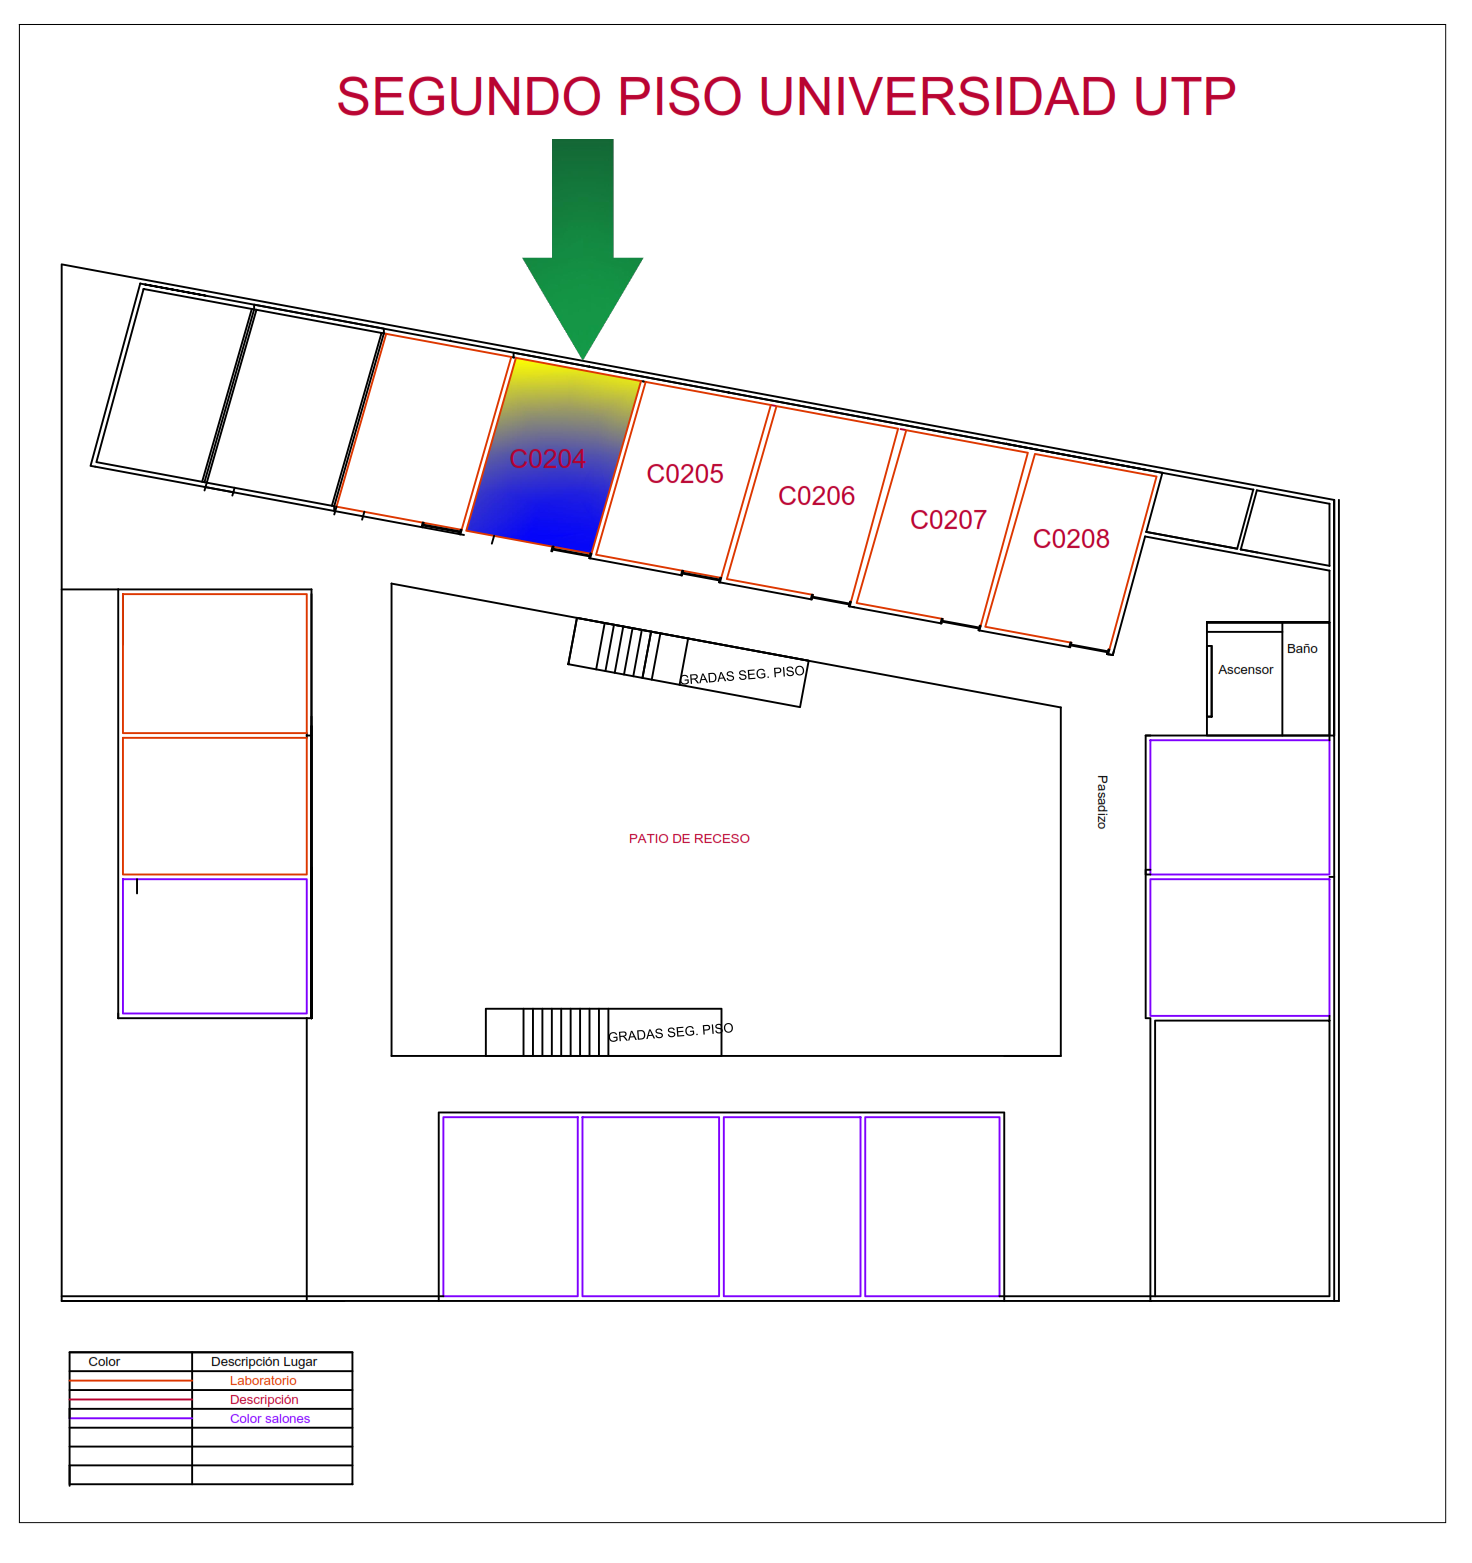 SEGUNDO PISO UNIVERSIDAD UTP
C0204
C0205
C0206
C0207
C0208
Baño
Ascensor
GRADAS SEG. PISO
Pasadizo
PATIO DE RECESO
GRADAS SEG. PISO
Color Descripción Lugar
Laboratorio
Descripción
Color salones